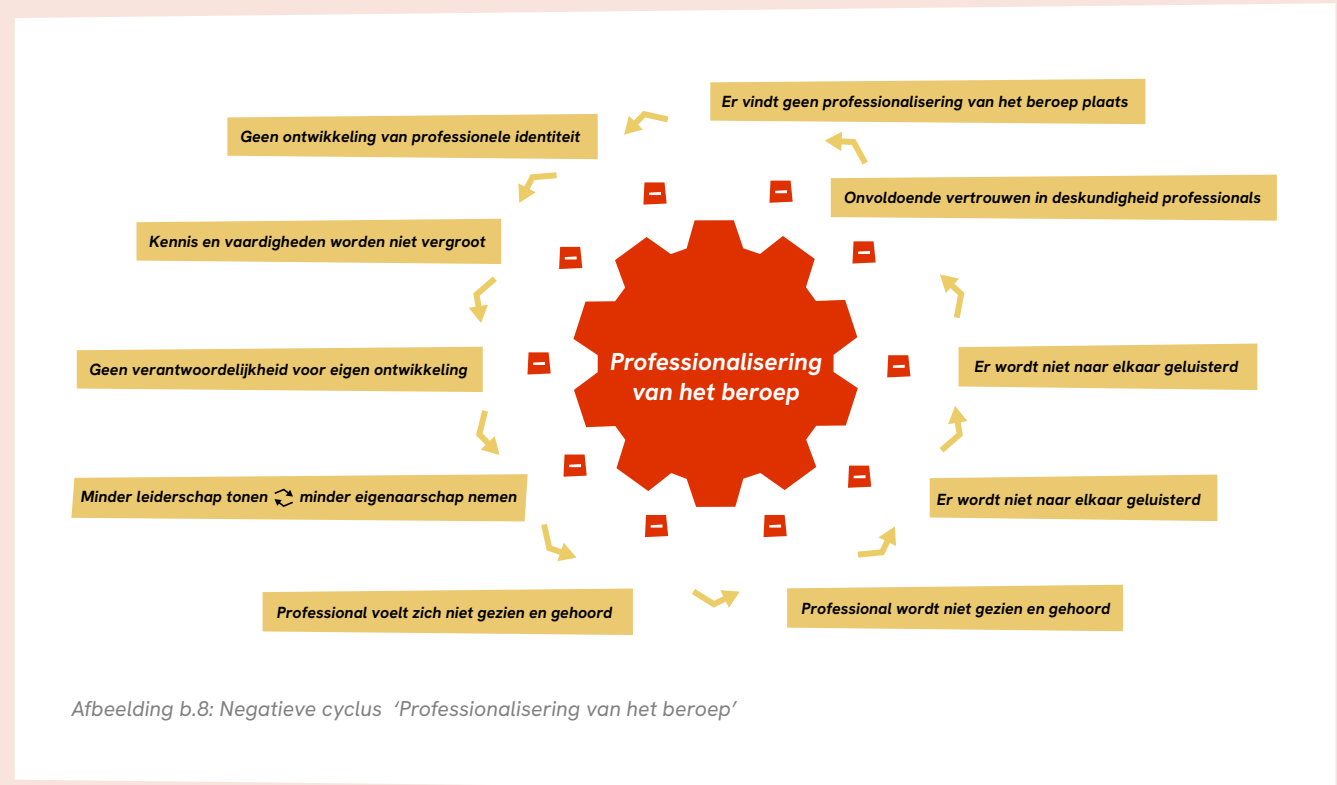 Er vindt geen professionalisering van het beroep plaats
Geen ontwikkeling van professionele identiteit
Onvoldoende vertrouwen in deskundigheid professionals
Kennis en vaardigheden worden niet vergroot
Professionalisering
van het beroep
Geen verantwoordelijkheid voor eigen ontwikkeling
Er wordt niet naar elkaar geluisterd
Minder leiderschap tonen minder eigenaarschap nemen
Er wordt niet naar elkaar geluisterd
Professional voelt zich niet gezien en gehoord
Professional wordt niet gezien en gehoord
Afbeelding b.8: Negatieve cyclus ‘Professionalisering van het beroep’